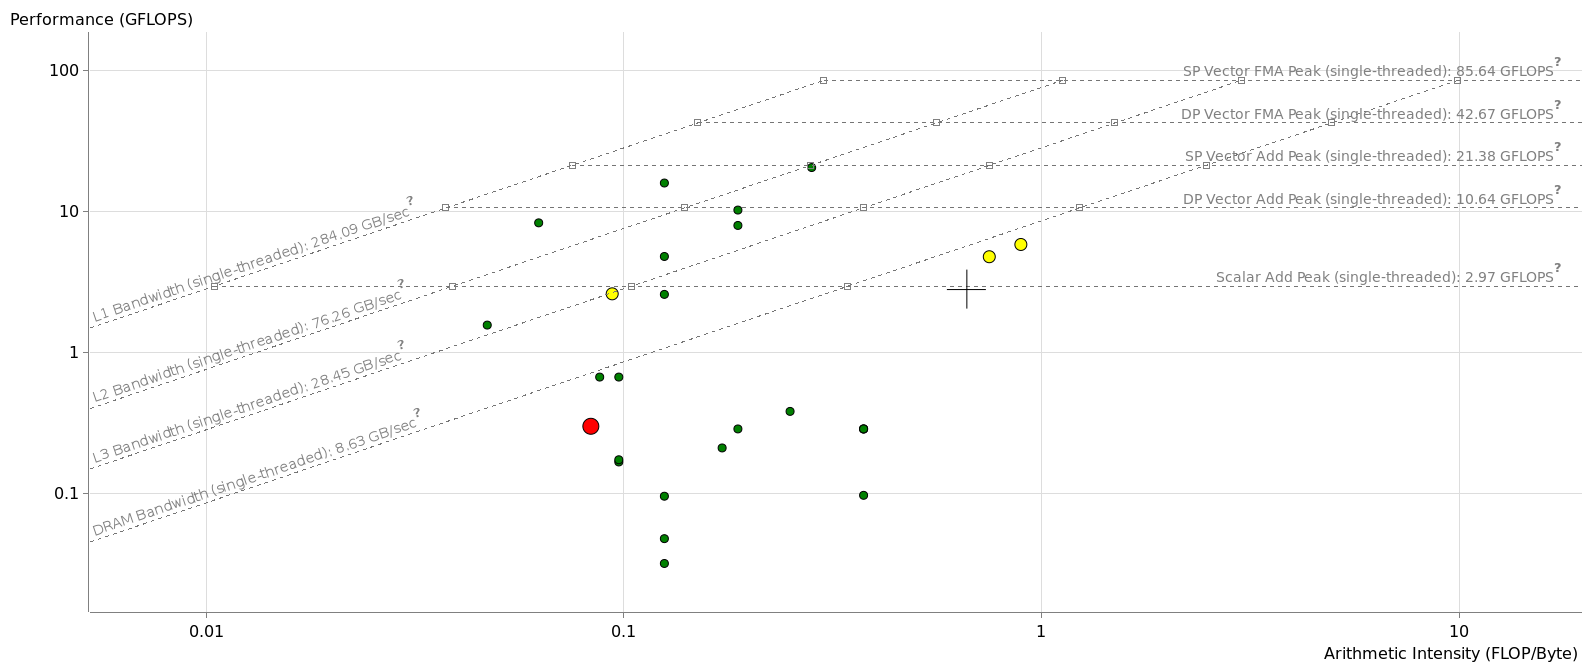 Performance (GFLOPS)
100
10
1
0.1
SP Vector FMA Peak (single-threaded): 85.64 GFLOPS?
DP Vector FMA Peak (single-threaded): 42.67 GFLOPS?
SP Vector Add Peak (single-threaded): 21.38 GFLOPS?
DP Vector Add Peak (single-threaded): 10.64 GFLOPS?
Scalar Add Peak (single-threaded): 2.97 GFLOPS?
L1 Bandwidth (single-threaded): 284.09 GB/sec?
L2 Bandwidth (single-threaded): 76.26 GB/sec?
L3 Bandwidth (single-threaded): 28.45 GB/sec?
DRAM Bandwidth (single-threaded): 8.63 GB/sec?
0.01
0.1
1
10
Arithmetic Intensity (FLOP/Byte)